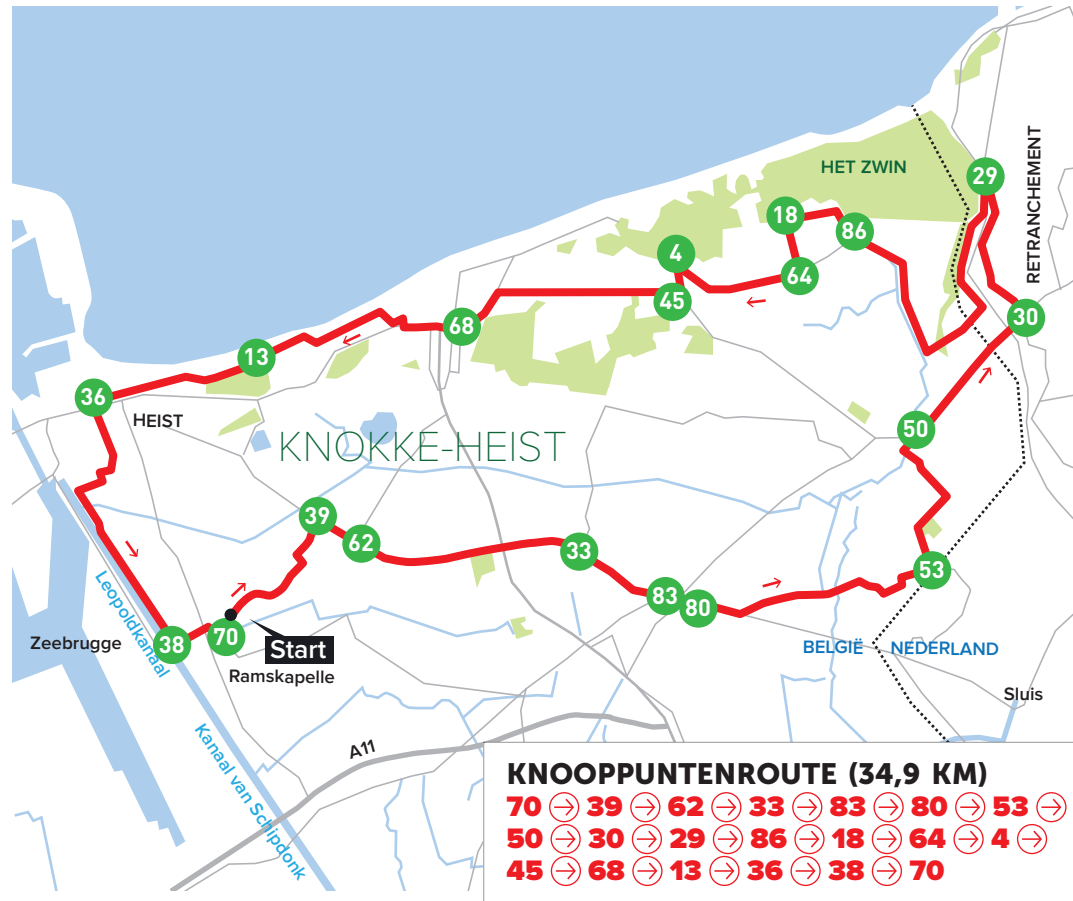 HET ZWIN
RETRANCHEMENT
29
18
86
4
64
45
30
68
13
36
HEIST
KNOKKE-HEIST
50
39
62
33
53
83
80
Leopoldkanaal
Zeebrugge
38
70
Start
Ramskapelle
BELGIË
NEDERLAND
Sluis
A11
Kanaal van Schipdonk
KNOOPPUNTENROUTE (34,9 KM)
70 → 39 → 62 → 33 → 83 → 80 → 53 →
50 → 30 → 29 → 86 → 18 → 64 → 4 →
45 → 68 → 13 → 36 → 38 → 70